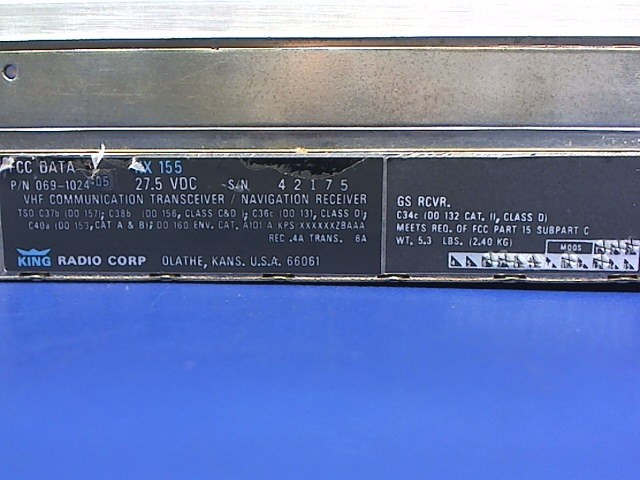 FCC DATA KX 155
P/N 069-1024-05 27.5 VDC S/N 42175
VHF COMMUNICATION TRANSCEIVER / NAVIGATION RECEIVER
TSO C37b (DO 157); C38b (DO 156, CLASS C&D); C36c (DO 131, CLASS D);
C40a (DO 153, CAT A & B); DO 160 ENV. CAT. A1D1 A KPS XXXXXXZBAAA
REC .4A TRANS. 6A
KING RADIO CORP OLATHE, KANS. U.S.A. 66061
GS RCVR.
C34c (DO 132 CAT. II, CLASS D)
MEETS REQ. OF FCC PART 15 SUBPART C
WT. 5.3 LBS. (2.40 KG)
MODS